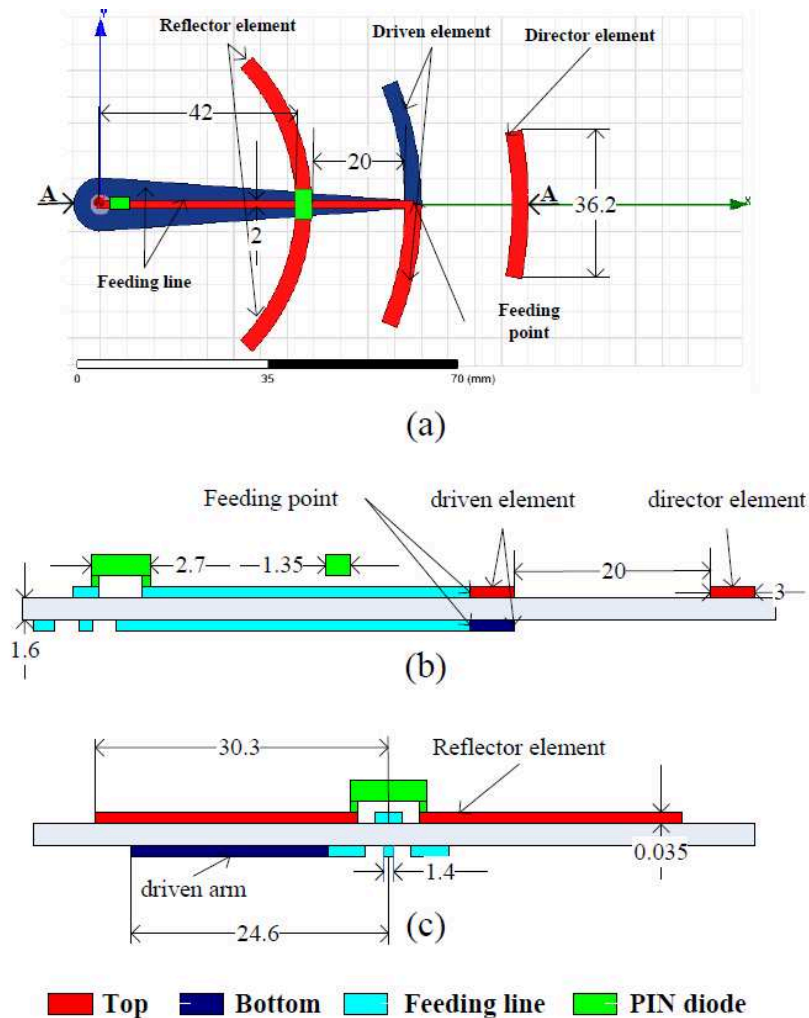 Y
Reflector element
Driven element
Director element
42
20
A
A
X
36.2
2
Feeding line
Feeding point
0
35
70 (mm)
(a)
Feeding point
driven element
director element
2.7
1.35
20
3
1.6
(b)
30.3
Reflector element
0.035
driven arm
1.4
24.6
(c)
Top
Bottom
Feeding line
PIN diode